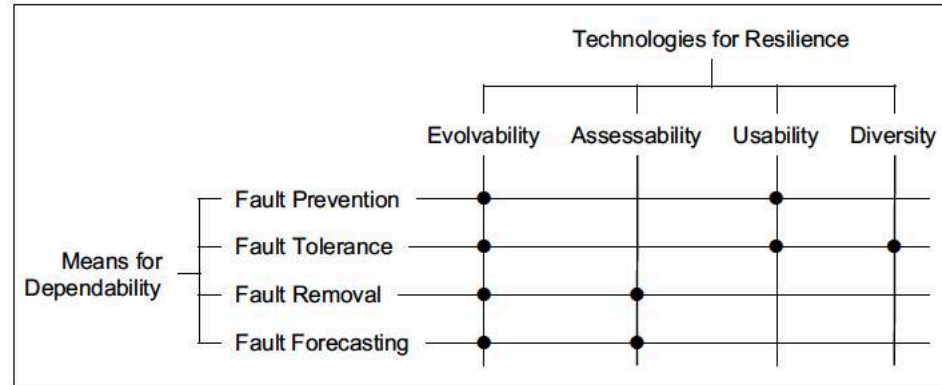 Technologies for Resilience
Evolvability Assessability Usability Diversity
Fault Prevention
Fault Tolerance
Means for
Dependability
Fault Removal
Fault Forecasting